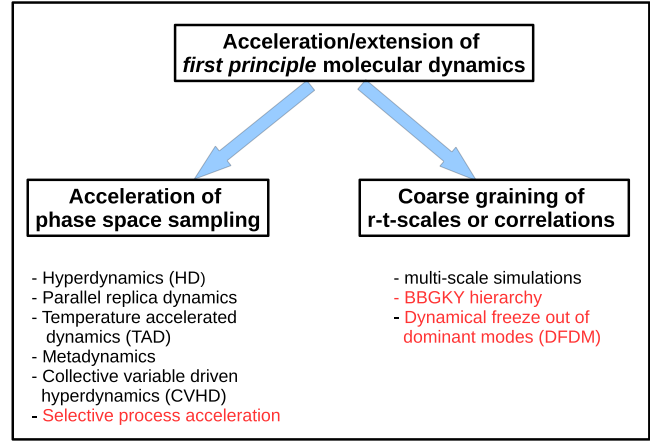 Acceleration/extension of
first principle molecular dynamics
Acceleration of
phase space sampling
- Hyperdynamics (HD)
- Parallel replica dynamics
- Temperature accelerated
dynamics (TAD)
- Metadynamics
- Collective variable driven
hyperdynamics (CVHD)
- Selective process acceleration
Coarse graining of
r-t-scales or correlations
- multi-scale simulations
- BBGKY hierarchy
- Dynamical freeze out of
dominant modes (DFDM)